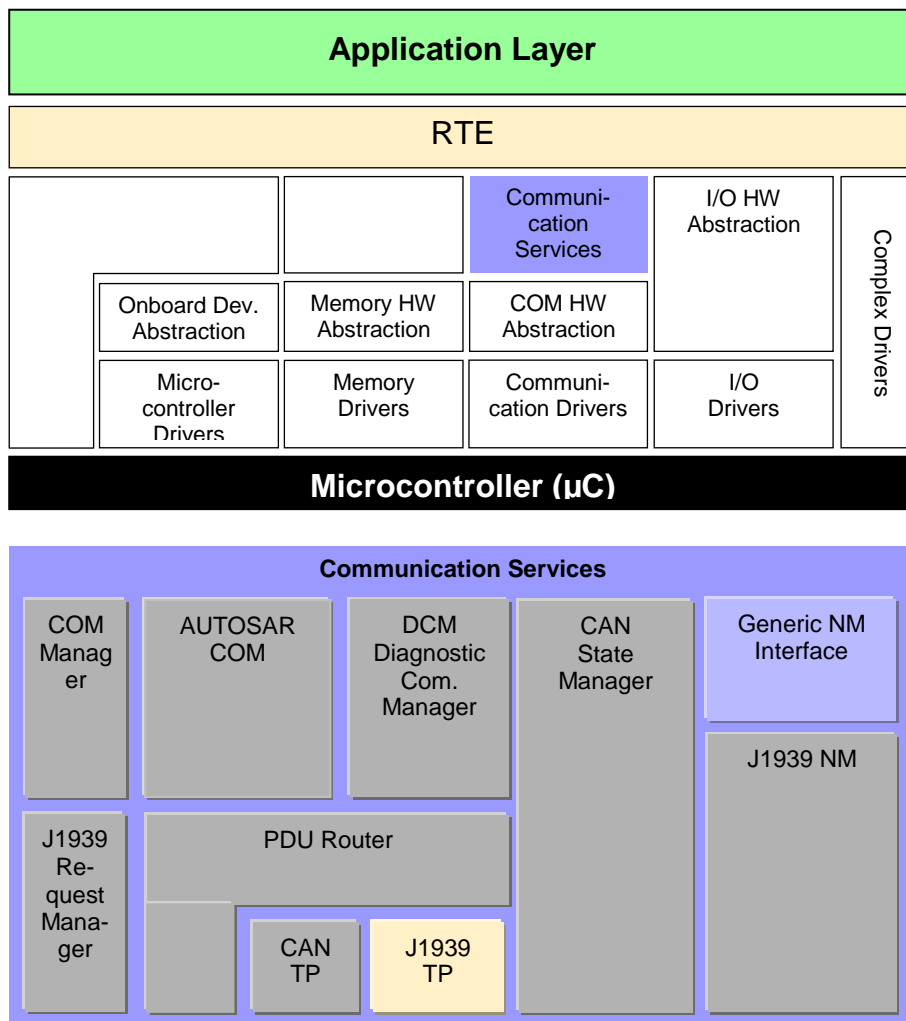 Application Layer
RTE
Communi-
cation
Services
I/O HW
Abstraction
Complex Drivers
Onboard Dev.
Abstraction
Memory HW
Abstraction
COM HW
Abstraction
Micro-
controller
Drivers
Memory
Drivers
Communi-
cation Drivers
I/O
Drivers
Microcontroller (µC)
Communication Services
COM
Manag
er
AUTOSAR
COM
DCM
Diagnostic
Com.
Manager
CAN
State
Manager
Generic NM
Interface
J1939 NM
J1939
Re-
quest
Mana-
ger
PDU Router
CAN
TP
J1939
TP